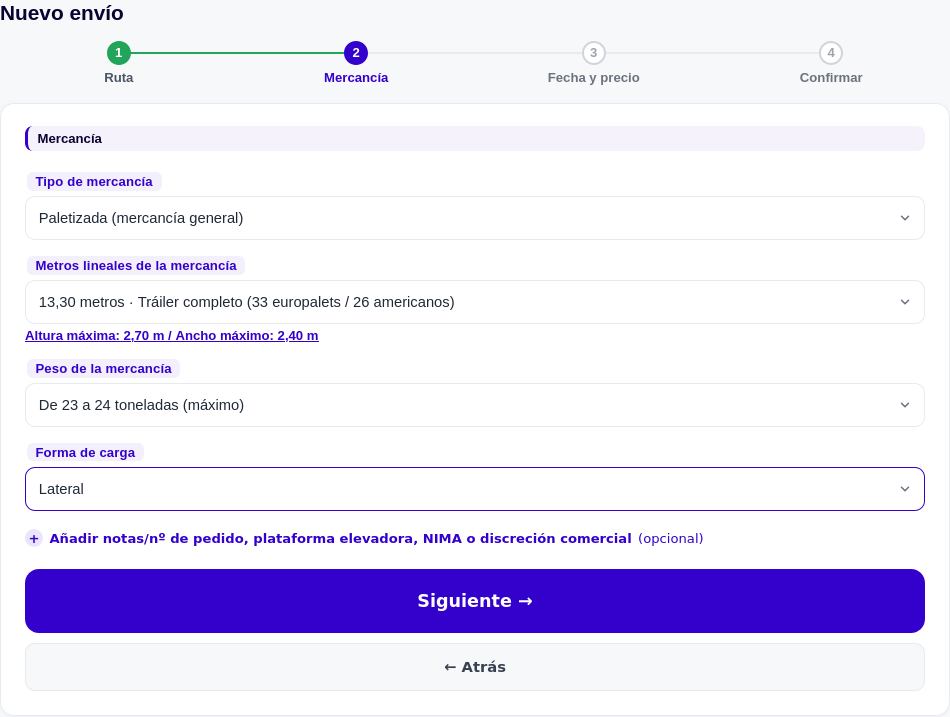 Nuevo envío
1 2 3 4
Ruta Mercancía Fecha y precio Confirmar
Mercancía
Tipo de mercancía
Paletizada (mercancía general)
Metros lineales de la mercancía
13,30 metros · Tráiler completo (33 europalets / 26 americanos)
Altura máxima: 2,70 m / Ancho máximo: 2,40 m
Peso de la mercancía
De 23 a 24 toneladas (máximo)
Forma de carga
Lateral
+ Añadir notas/nº de pedido, plataforma elevadora, NIMA o discreción comercial (opcional)
Siguiente →
← Atrás